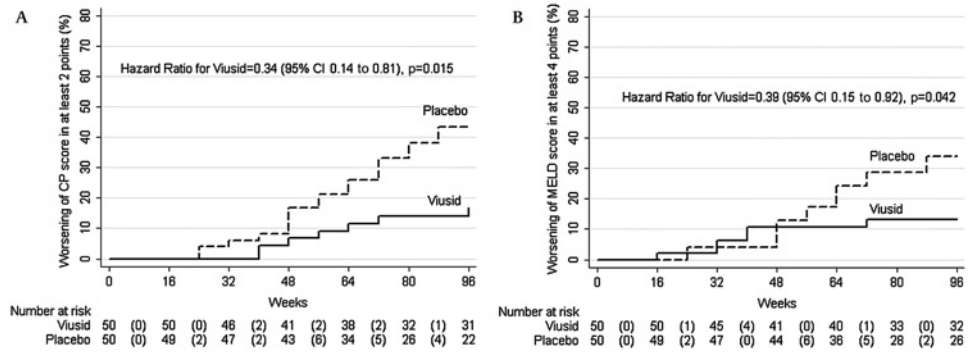 A
Worsening of CP score in at least 2 points (%)
80
70
60
50
40
30
20
10
0
Hazard Ratio for Viusid=0.34 (95% CI 0.14 to 0.81), p=0.015
Placebo
Viusid
0 16 32 48 64 80 96
Weeks
Number at risk
Viusid 50 (0) 50 (0) 46 (2) 41 (2) 38 (2) 32 (1) 31
Placebo 50 (0) 49 (2) 47 (2) 43 (6) 34 (5) 26 (4) 22
B
Worsening of MELD score in at least 4 points (%)
80
70
60
50
40
30
20
10
0
Hazard Ratio for Viusid=0.39 (95% CI 0.15 to 0.92), p=0.042
Placebo
Viusid
0 16 32 48 64 80 96
Weeks
Number at risk
Viusid 50 (0) 50 (1) 45 (4) 41 (0) 40 (1) 33 (0) 32
Placebo 50 (0) 49 (2) 47 (0) 44 (8) 36 (5) 28 (2) 28